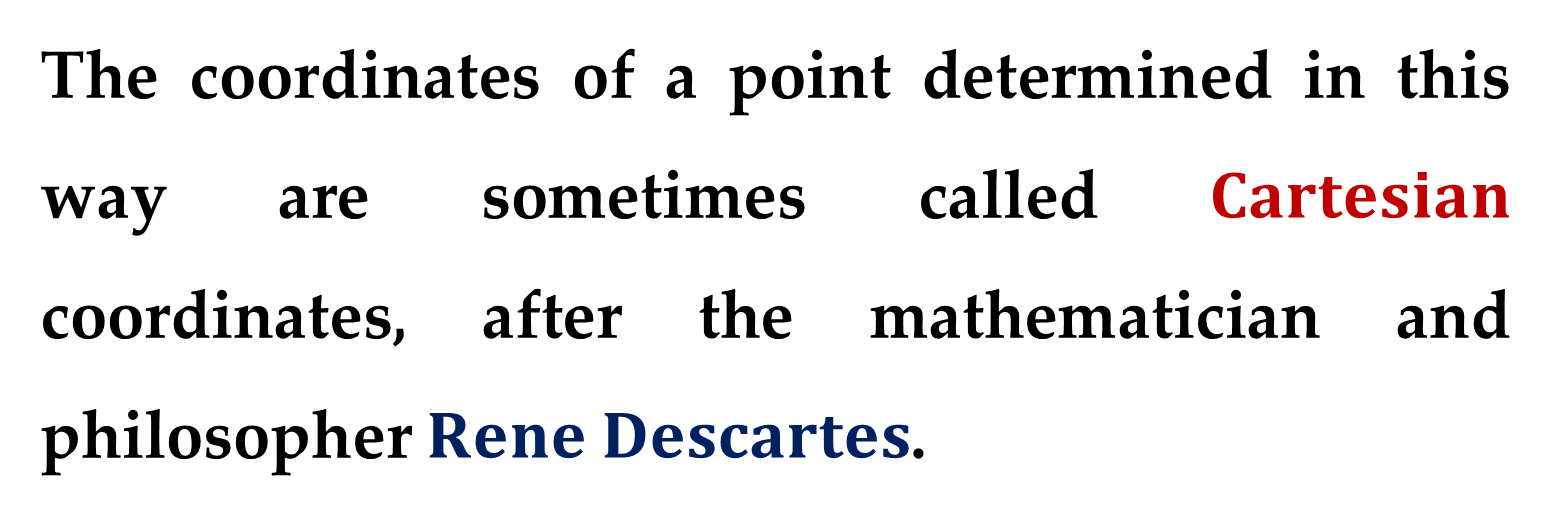 The coordinates of a point determined in this
way are sometimes called Cartesian
coordinates, after the mathematician and
philosopher Rene Descartes.